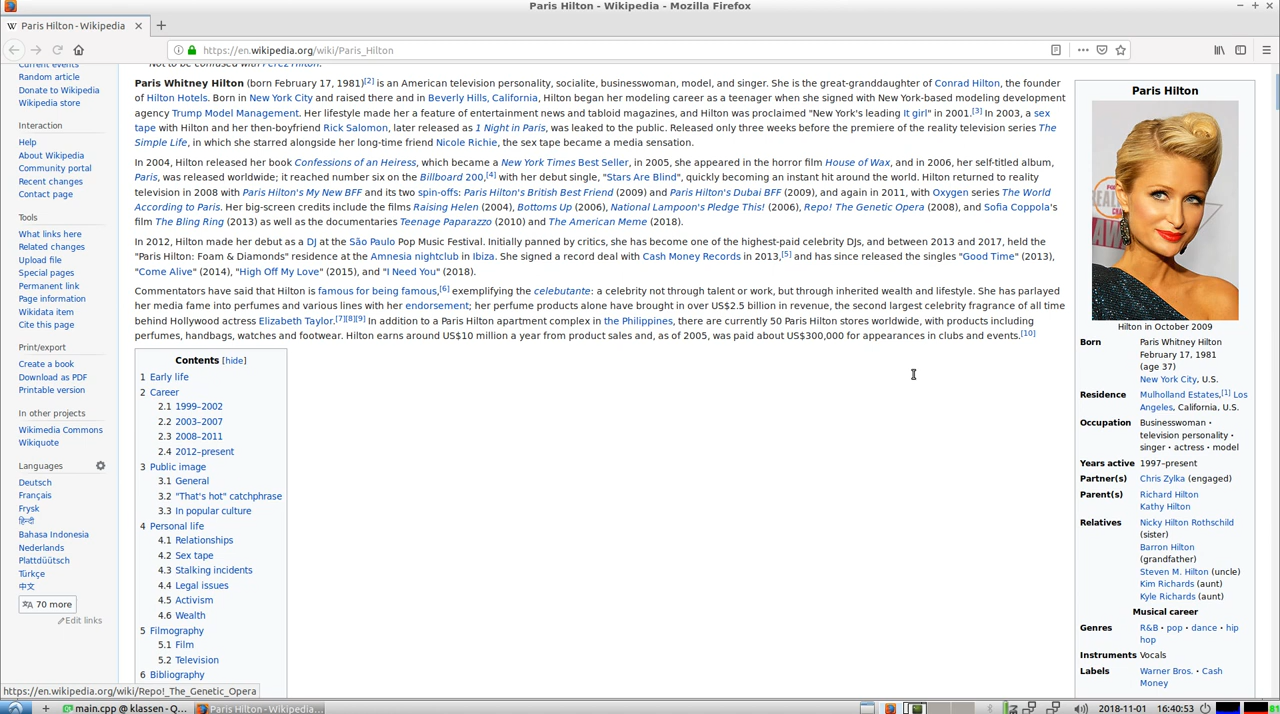 Paris Hilton - Wikipedia - Mozilla Firefox
Paris Hilton - Wikipedia
https://en.wikipedia.org/wiki/Paris_Hilton
Current events
Random article
Donate to Wikipedia
Wikipedia store
Interaction
Help
About Wikipedia
Community portal
Recent changes
Contact page
Tools
What links here
Related changes
Upload file
Special pages
Permanent link
Page information
Wikidata item
Cite this page
Print/export
Create a book
Download as PDF
Printable version
In other projects
Wikimedia Commons
Wikiquote
Languages
Deutsch
Français
Frysk
हिन्दी
Bahasa Indonesia
Nederlands
Plattdüütsch
Türkçe
中文
70 more
Edit links
Not to be confused with Perez Hilton.
Paris Whitney Hilton (born February 17, 1981)[2] is an American television personality, socialite, businesswoman, model, and singer. She is the great-granddaughter of Conrad Hilton, the founder
of Hilton Hotels. Born in New York City and raised there and in Beverly Hills, California, Hilton began her modeling career as a teenager when she signed with New York-based modeling development
agency Trump Model Management. Her lifestyle made her a feature of entertainment news and tabloid magazines, and Hilton was proclaimed "New York's leading It girl" in 2001.[3] In 2003, a sex
tape with Hilton and her then-boyfriend Rick Salomon, later released as 1 Night in Paris, was leaked to the public. Released only three weeks before the premiere of the reality television series The
Simple Life, in which she starred alongside her long-time friend Nicole Richie, the sex tape became a media sensation.
In 2004, Hilton released her book Confessions of an Heiress, which became a New York Times Best Seller, in 2005, she appeared in the horror film House of Wax, and in 2006, her self-titled album,
Paris, was released worldwide; it reached number six on the Billboard 200,[4] with her debut single, "Stars Are Blind", quickly becoming an instant hit around the world. Hilton returned to reality
television in 2008 with Paris Hilton's My New BFF and its two spin-offs: Paris Hilton's British Best Friend (2009) and Paris Hilton's Dubai BFF (2009), and again in 2011, with Oxygen series The World
According to Paris. Her big-screen credits include the films Raising Helen (2004), Bottoms Up (2006), National Lampoon's Pledge This! (2006), Repo! The Genetic Opera (2008), and Sofia Coppola's
film The Bling Ring (2013) as well as the documentaries Teenage Paparazzo (2010) and The American Meme (2018).
In 2012, Hilton made her debut as a DJ at the São Paulo Pop Music Festival. Initially panned by critics, she has become one of the highest-paid celebrity DJs, and between 2013 and 2017, held the
"Paris Hilton: Foam & Diamonds" residence at the Amnesia nightclub in Ibiza. She signed a record deal with Cash Money Records in 2013,[5] and has since released the singles "Good Time" (2013),
"Come Alive" (2014), "High Off My Love" (2015), and "I Need You" (2018).
Commentators have said that Hilton is famous for being famous,[6] exemplifying the celebutante: a celebrity not through talent or work, but through inherited wealth and lifestyle. She has parlayed
her media fame into perfumes and various lines with her endorsement; her perfume products alone have brought in over US$2.5 billion in revenue, the second largest celebrity fragrance of all time
behind Hollywood actress Elizabeth Taylor.[7][8][9] In addition to a Paris Hilton apartment complex in the Philippines, there are currently 50 Paris Hilton stores worldwide, with products including
perfumes, handbags, watches and footwear. Hilton earns around US$10 million a year from product sales and, as of 2005, was paid about US$300,000 for appearances in clubs and events.[10]
Contents [hide]
1 Early life
2 Career
2.1 1999–2002
2.2 2003–2007
2.3 2008–2011
2.4 2012–present
3 Public image
3.1 General
3.2 "That's hot" catchphrase
3.3 In popular culture
4 Personal life
4.1 Relationships
4.2 Sex tape
4.3 Stalking incidents
4.4 Legal issues
4.5 Activism
4.6 Wealth
5 Filmography
5.1 Film
5.2 Television
6 Bibliography
Paris Hilton
Hilton in October 2009
Born Paris Whitney Hilton
February 17, 1981
(age 37)
New York City, U.S.
Residence Mulholland Estates,[1] Los
Angeles, California, U.S.
Occupation Businesswoman ·
television personality ·
singer · actress · model
Years active 1997–present
Partner(s) Chris Zylka (engaged)
Parent(s) Richard Hilton
Kathy Hilton
Relatives Nicky Hilton Rothschild
(sister)
Barron Hilton
(grandfather)
Steven M. Hilton (uncle)
Kim Richards (aunt)
Kyle Richards (aunt)
Musical career
Genres R&B · pop · dance · hip
hop
Instruments Vocals
Labels Warner Bros. · Cash
Money
https://en.wikipedia.org/wiki/Repo!_The_Genetic_Opera
main.cpp @ klassen - Q...
Paris Hilton - Wikipedia...
2018-11-01
16:40:53